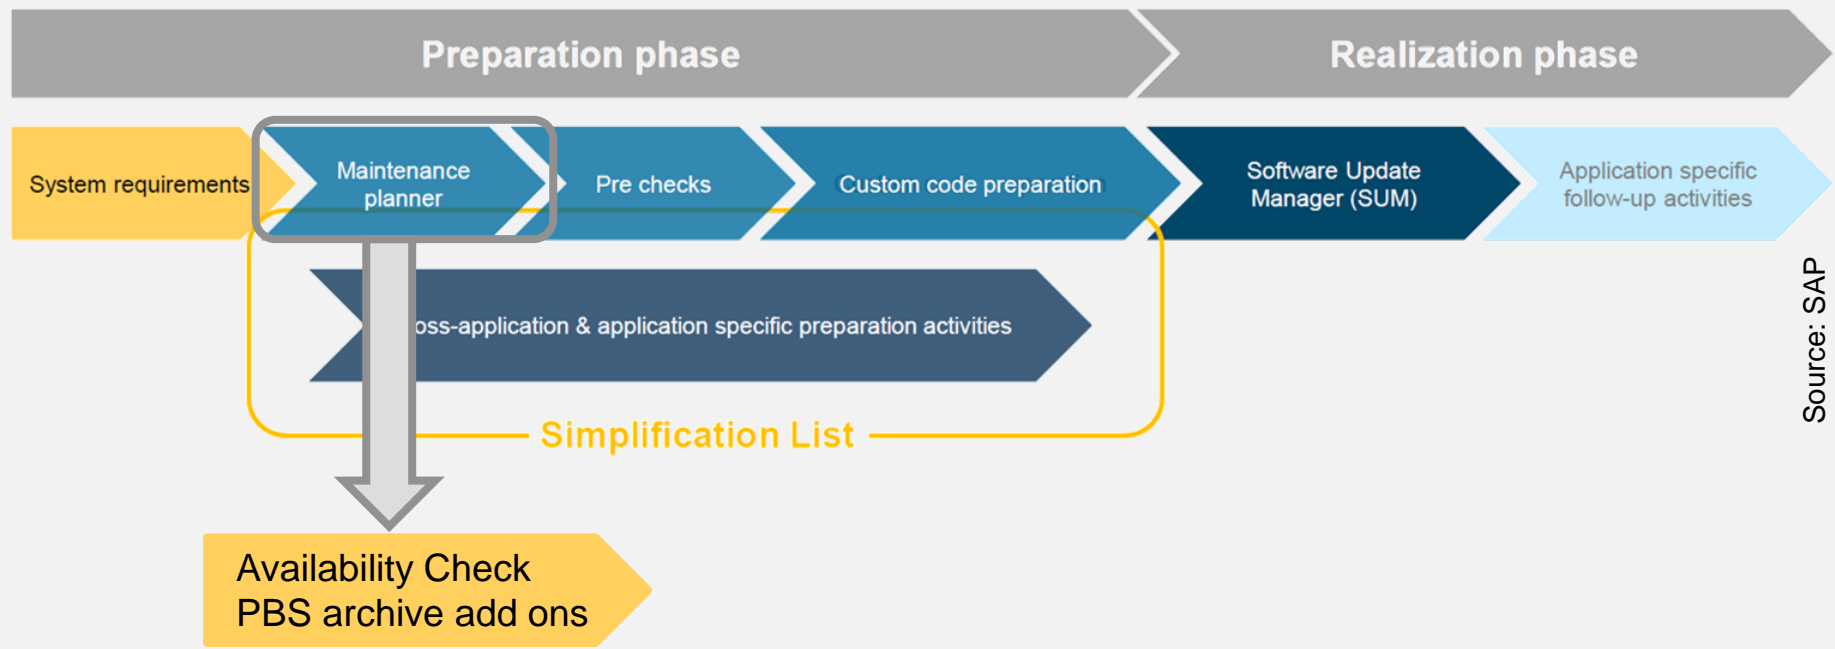 Preparation phase
Realization phase
System requirements
Maintenance
planner
Pre checks
Custom code preparation
Software Update
Manager (SUM)
Application specific
follow-up activities
oss-application & application specific preparation activities
Simplification List
Source: SAP
Availability Check
PBS archive add ons